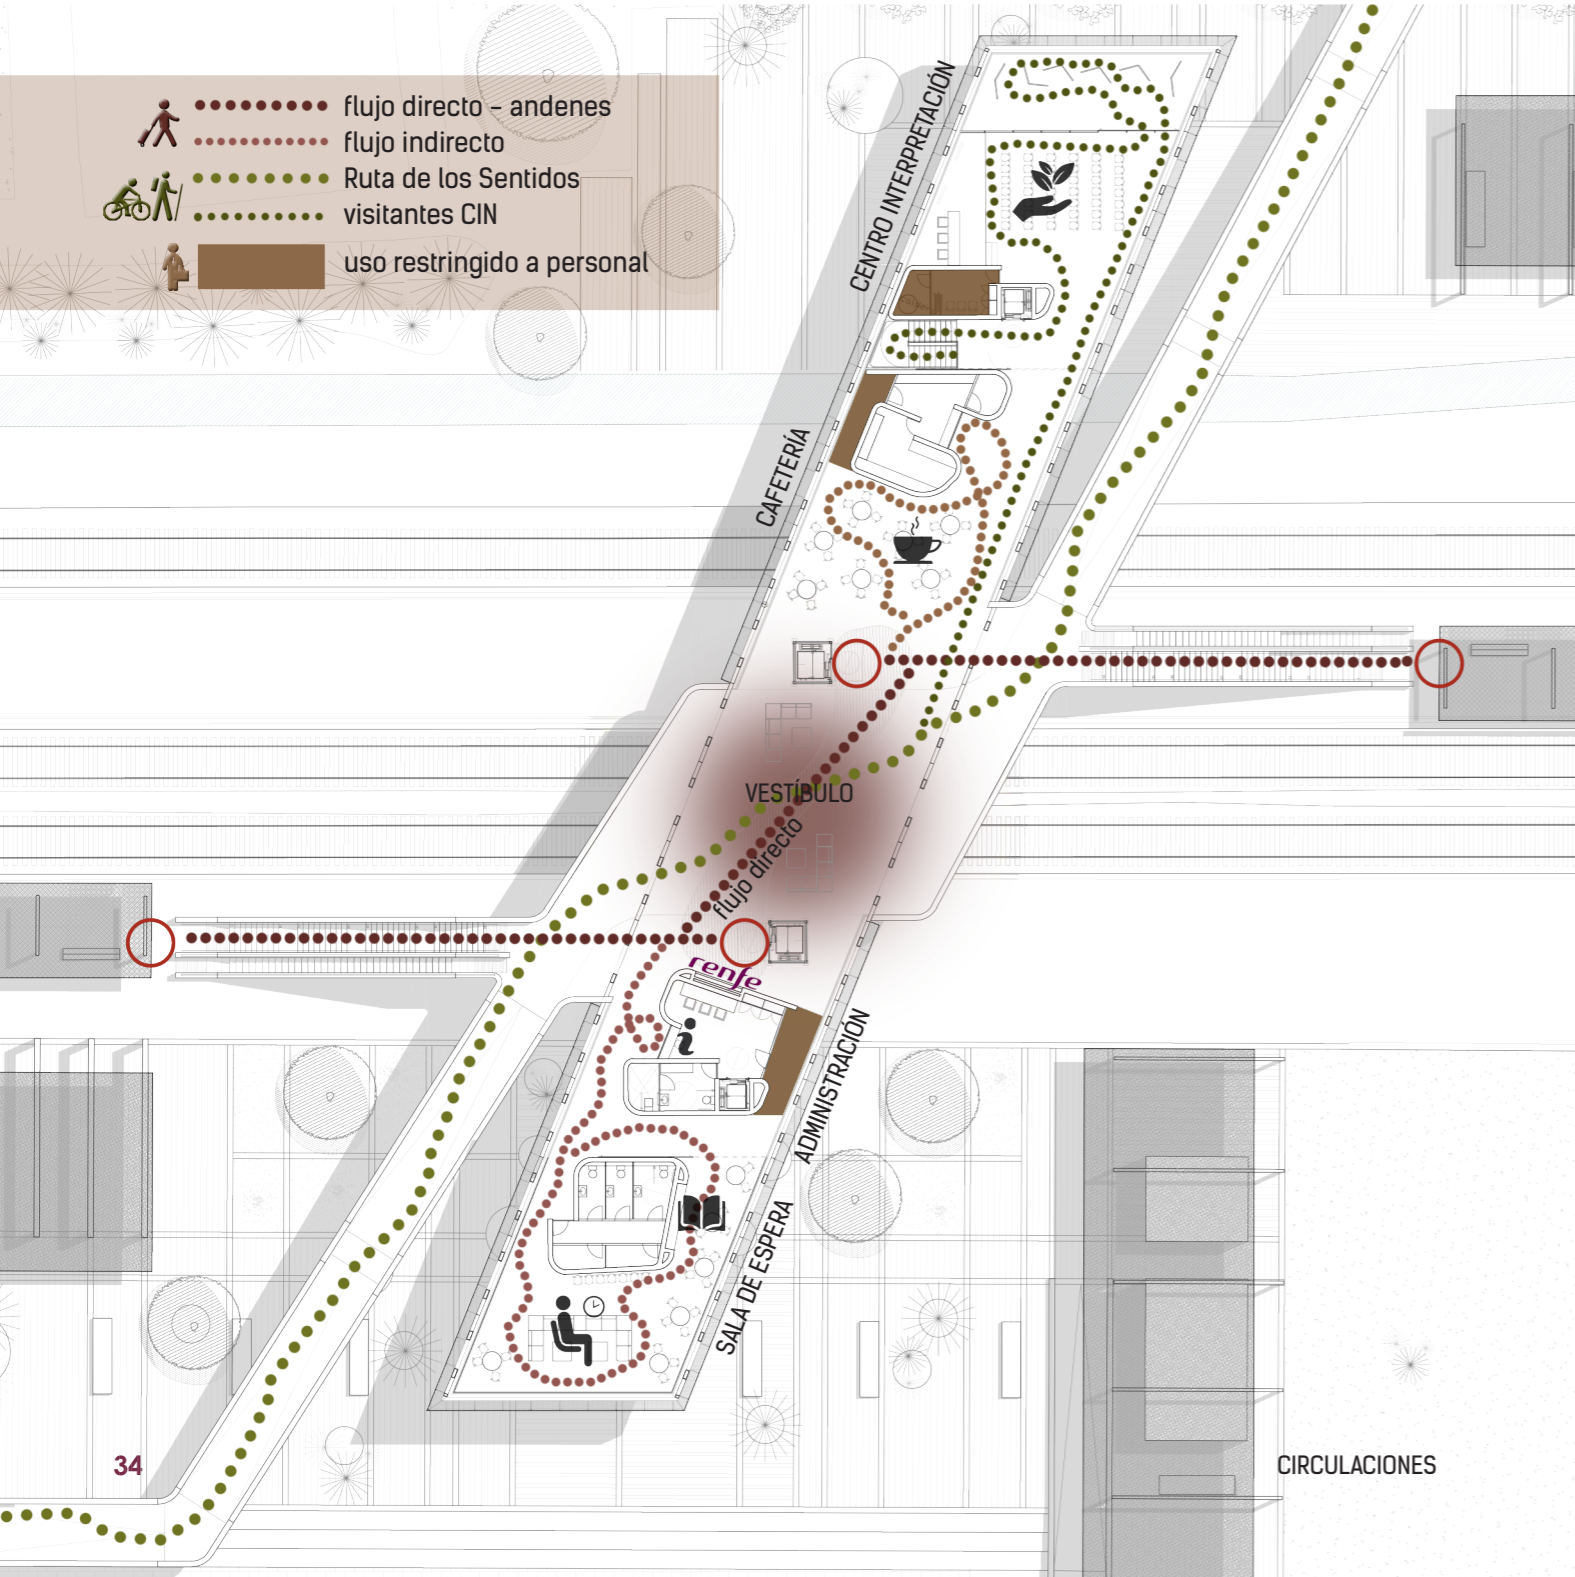 flujo directo – andenes
flujo indirecto
Ruta de los Sentidos
visitantes CIN
uso restringido a personal
CENTRO INTERPRETACIÓN
CAFETERÍA
VESTÍBULO
flujo directo
renfe
i
ADMINISTRACIÓN
SALA DE ESPERA
34
CIRCULACIONES